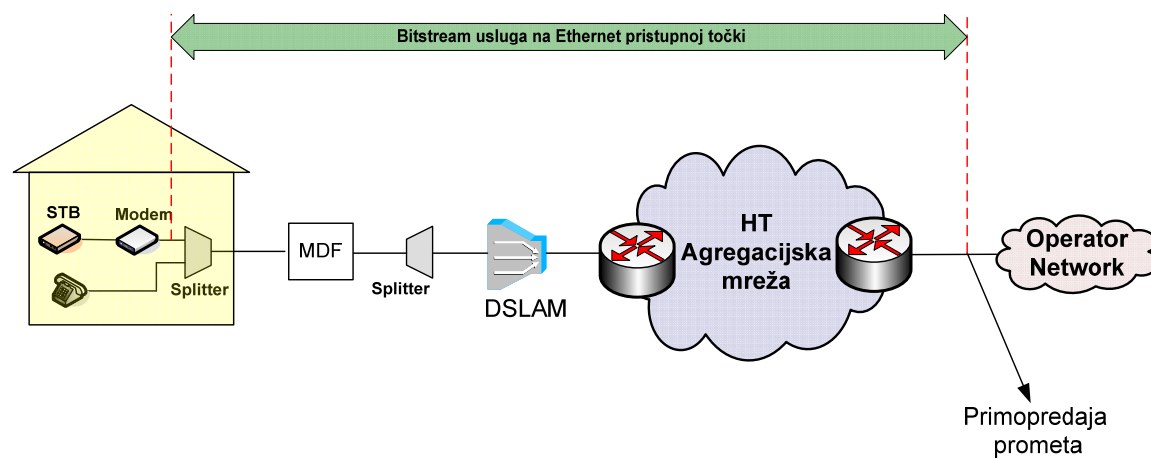 Bitstream usluga na Ethernet pristupnoj točki
STB
Modem
Splitter
MDF
Splitter
DSLAM
HT
Agregacijska
mreža
Operator
Network
Primopredaja
prometa